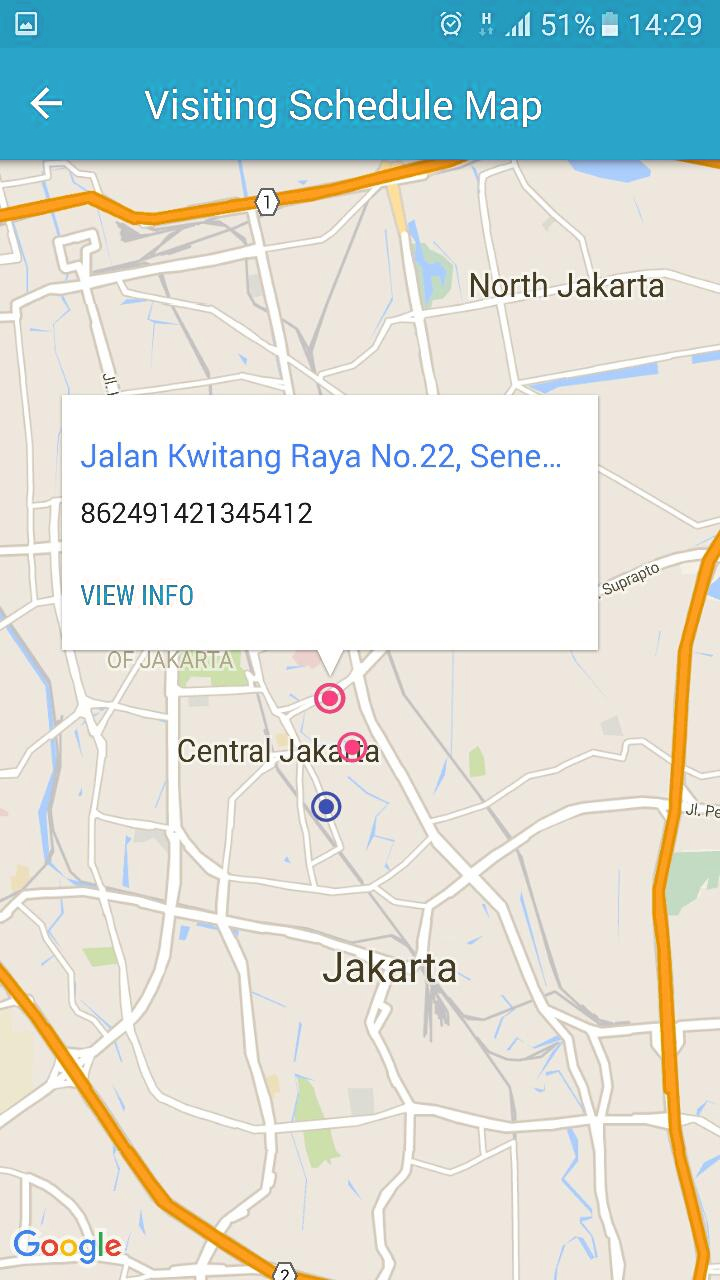 H 51% 14:29
Visiting Schedule Map
1
North Jakarta
Jl.
Jalan Kwitang Raya No.22, Sene...
862491421345412
VIEW INFO
. Suprapto
OF JAKARTA
Central Jakarta
Jl. Pe
Jakarta
Google
2